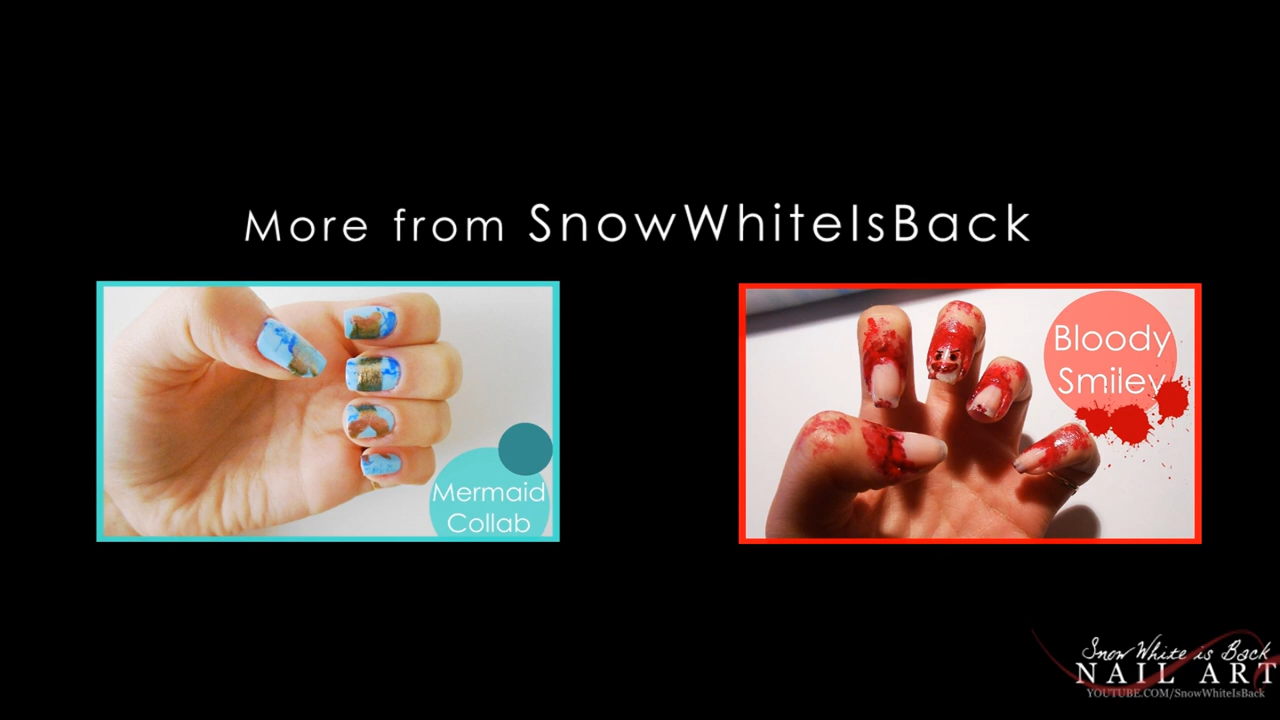 More from SnowWhiteIsBack
Mermaid
Collab
Bloody
Smiley
Snow White is Back
NAIL ART
YOUTUBE.COM/SnowWhiteIsBack